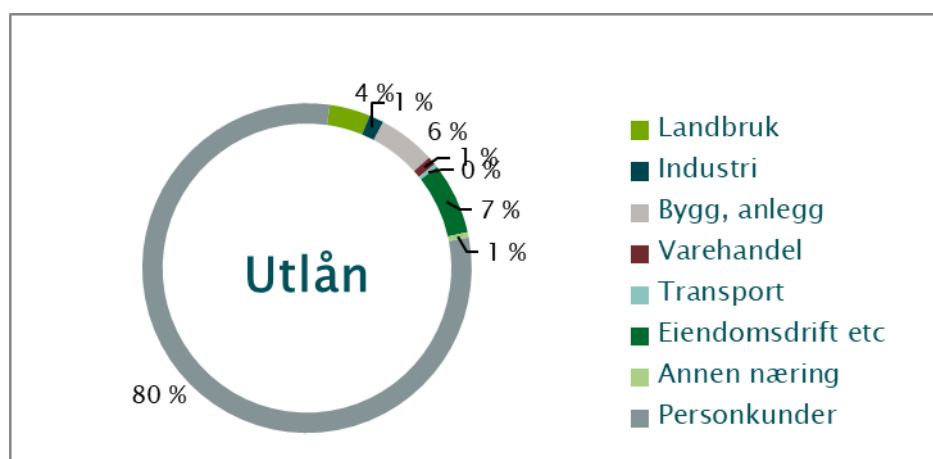 4 %
1 %
6 %
1 %
0 %
7 %
1 %
80 %
Utlån
Landbruk
Industri
Bygg, anlegg
Varehandel
Transport
Eiendomsdrift etc
Annen næring
Personkunder